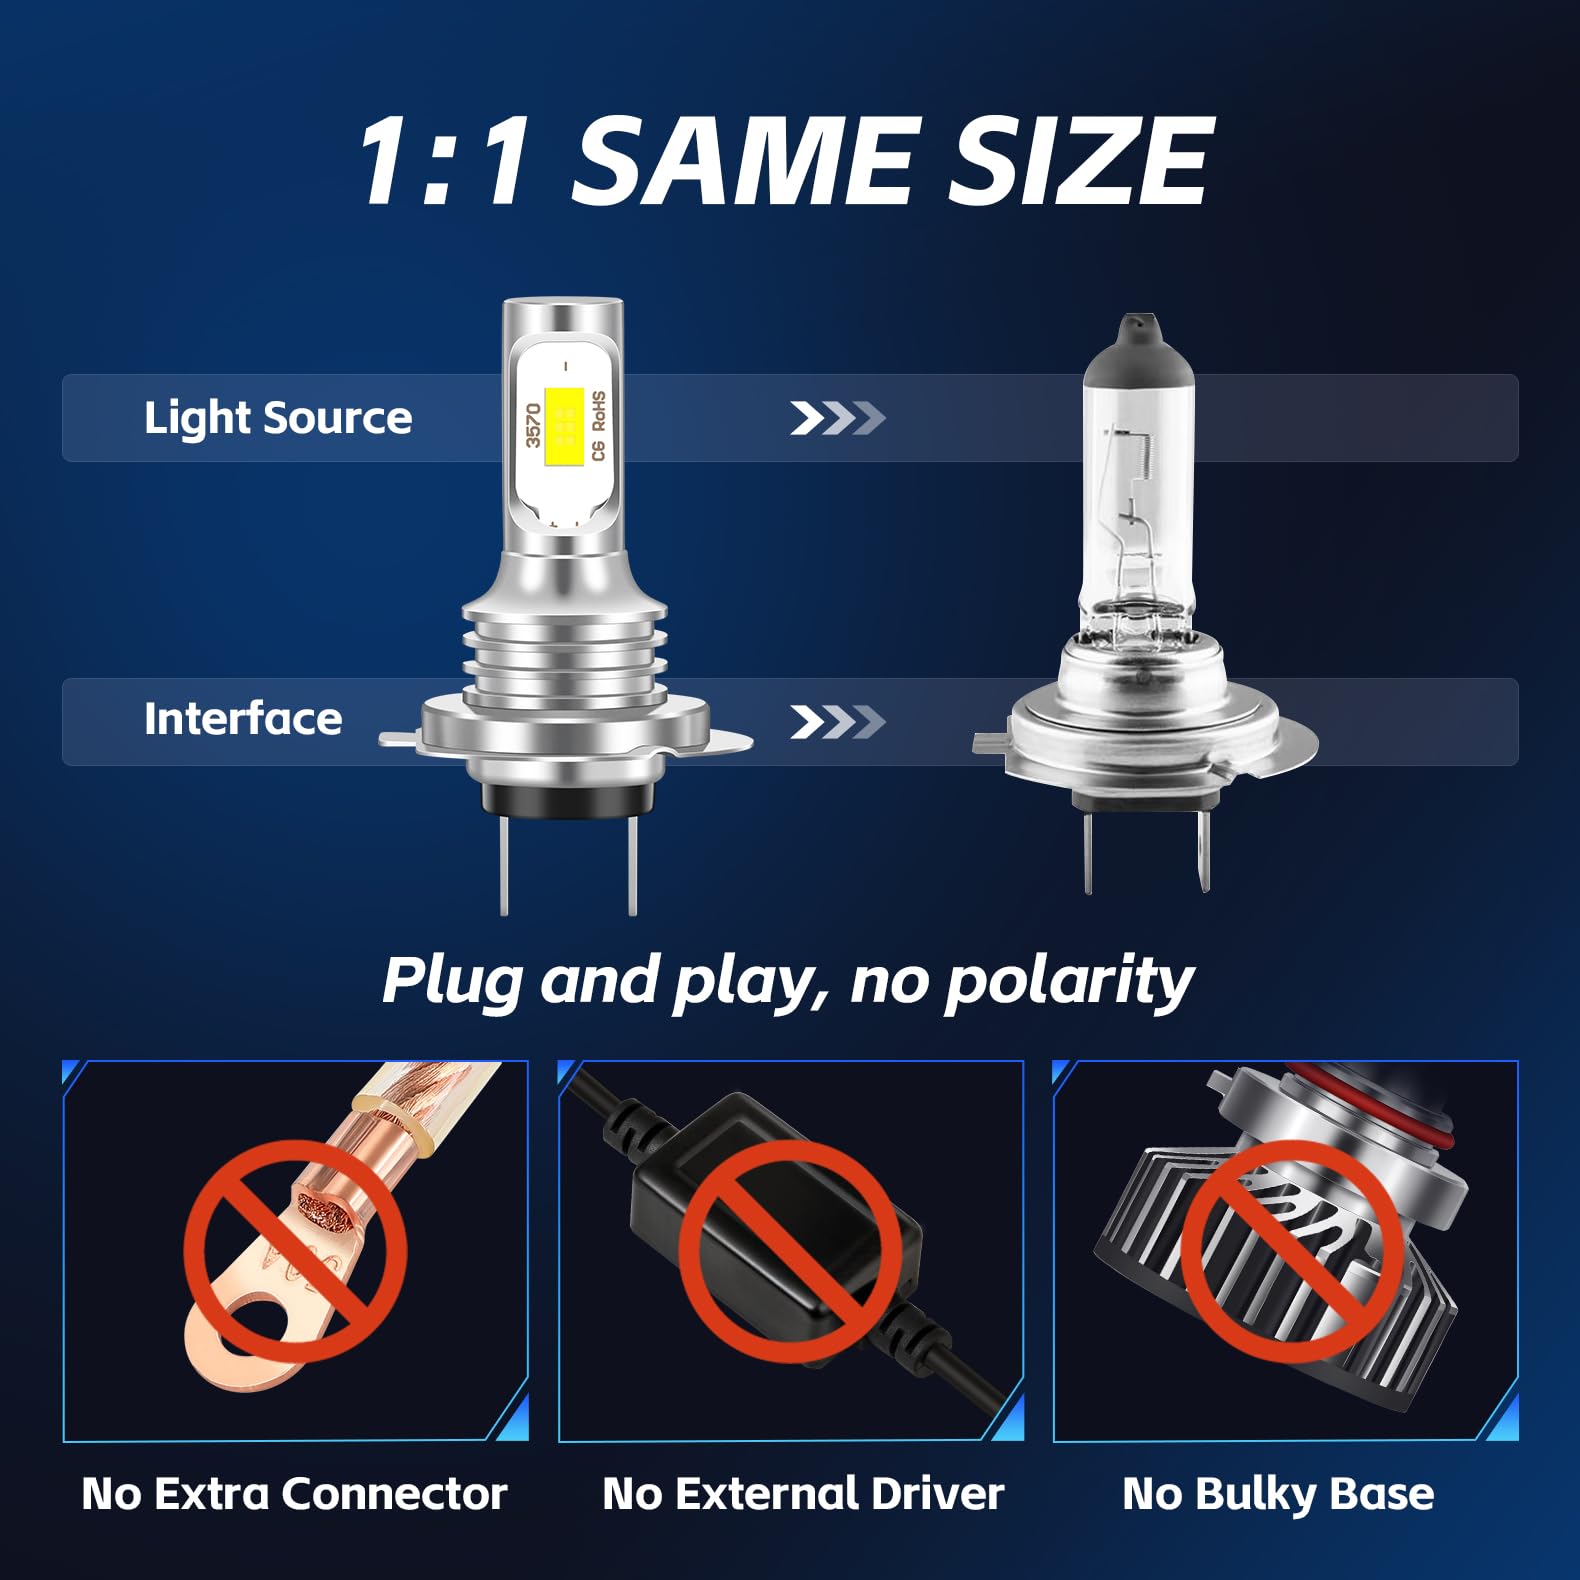 1:1 SAME SIZE
Light Source
3570
C6 RoHS
Interface
Plug and play, no polarity
No Extra Connector
No External Driver
No Bulky Base